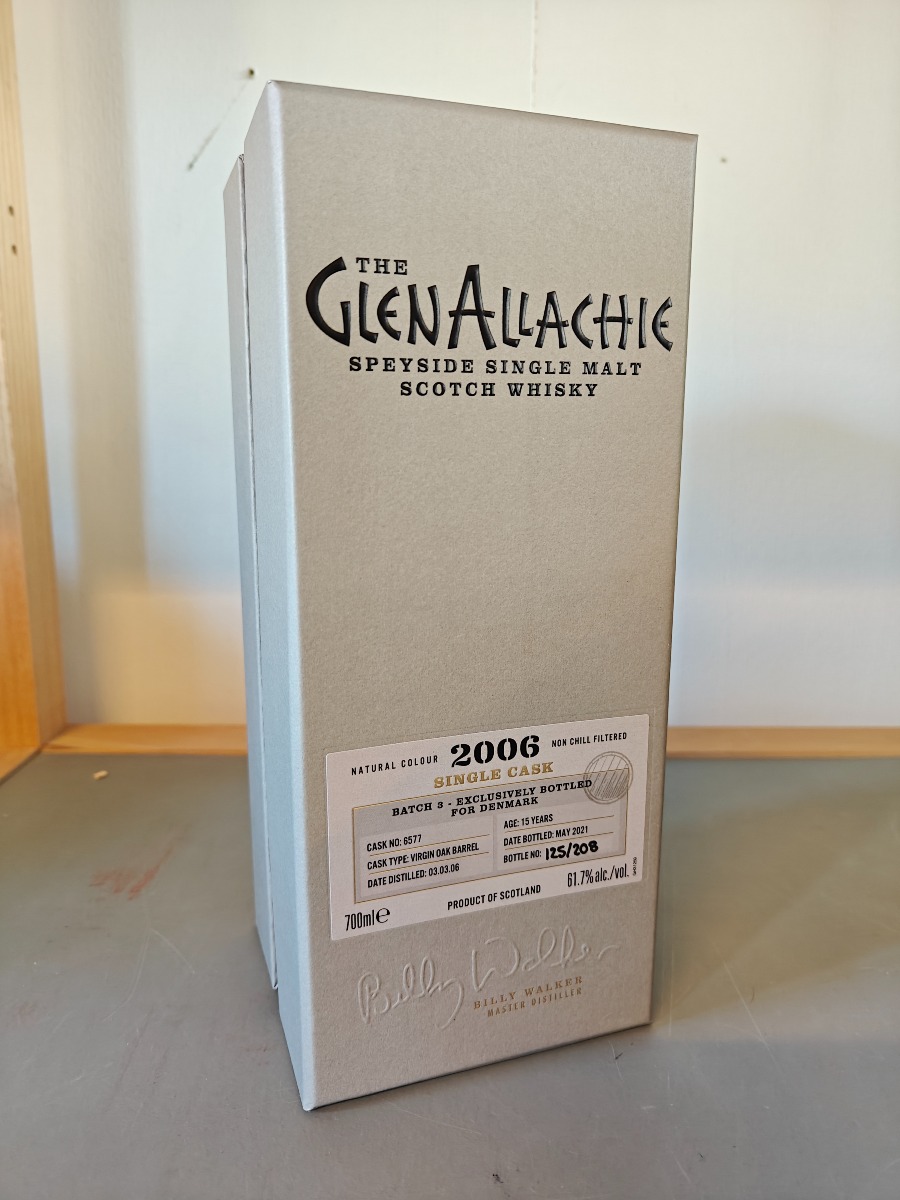 THE
GLENALLACHIE
SPEYSIDE SINGLE MALT
SCOTCH WHISKY
NATURAL COLOUR 2006 NON CHILL FILTERED
SINGLE CASK
BATCH 3 - EXCLUSIVELY BOTTLED
FOR DENMARK
CASK NO: 6577
CASK TYPE: VIRGIN OAK BARREL
DATE DISTILLED: 03.03.06
AGE: 15 YEARS
DATE BOTTLED: MAY 2021
BOTTLE NO: 125/208
700ml e PRODUCT OF SCOTLAND 61.7% alc./vol.
Billy Walker
BILLY WALKER
MASTER DISTILLER